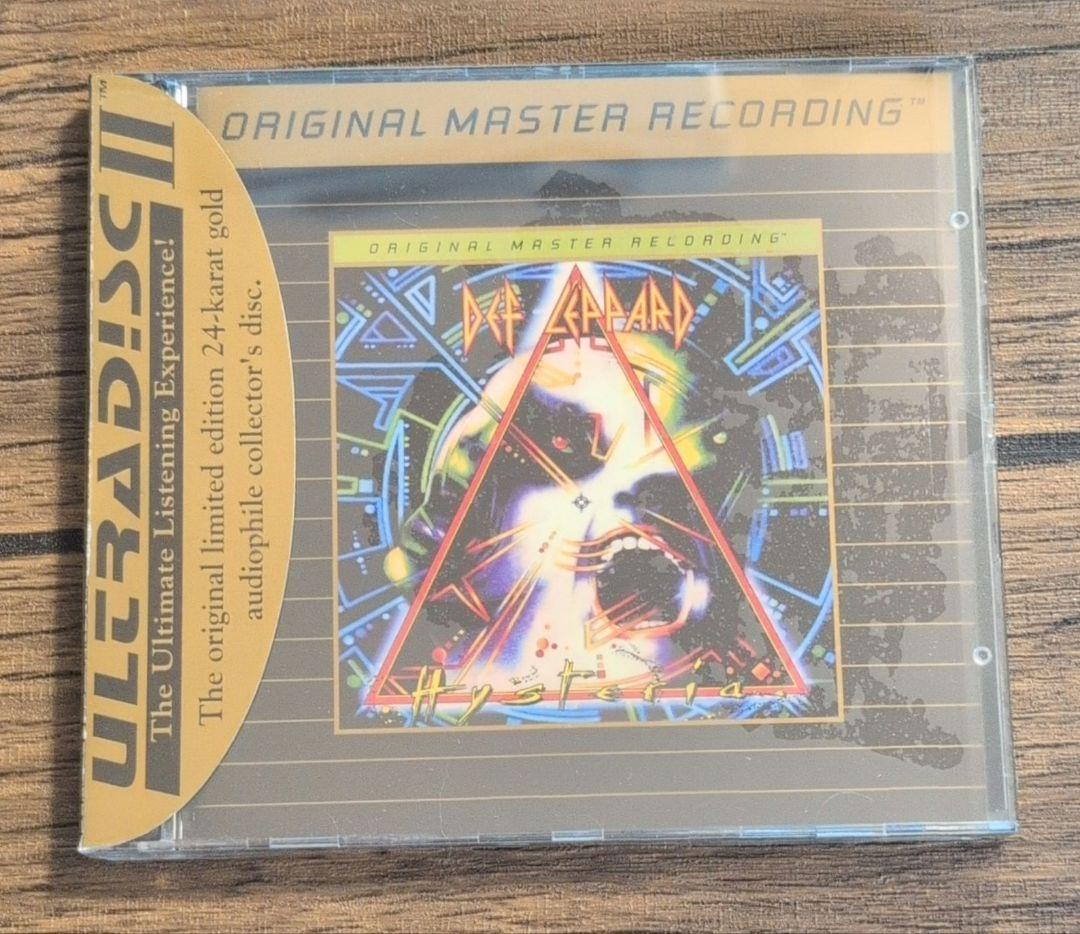 ULTRADISC II™
The Ultimate Listening Experience!
The original limited edition 24-karat gold
audiophile collector's disc.
ORIGINAL MASTER RECORDING™
ORIGINAL MASTER RECORDING™
DEF LEPPARD
Hysteria